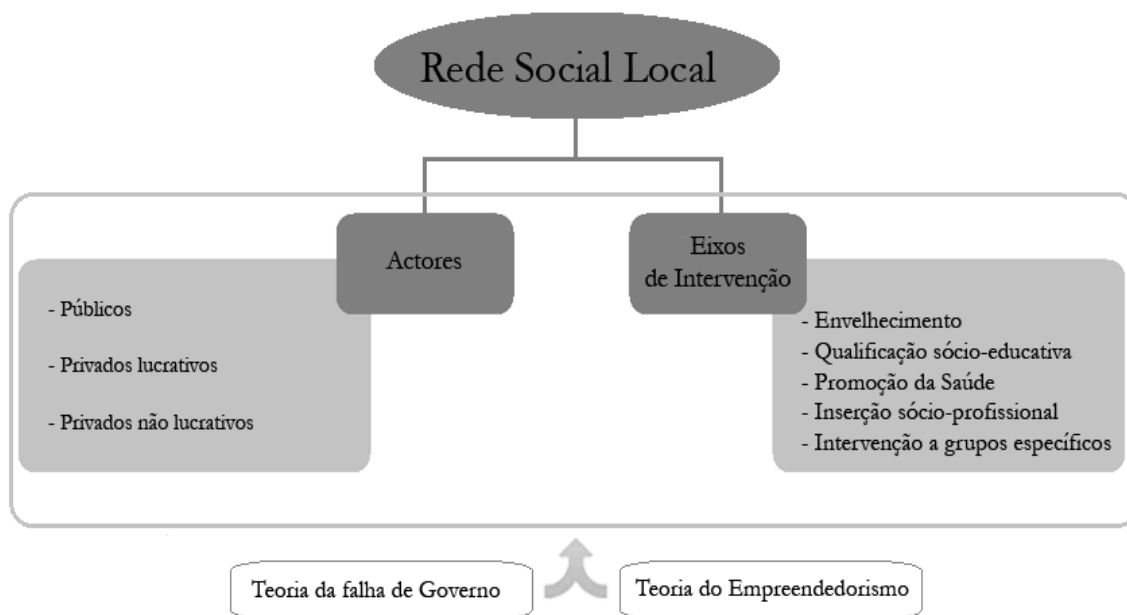 Rede Social Local
Actores
- Públicos
- Privados lucrativos
- Privados não lucrativos
Eixos
de Intervenção
- Envelhecimento
- Qualificação sócio-educativa
- Promoção da Saúde
- Inserção sócio-profissional
- Intervenção a grupos específicos
Teoria da falha de Governo
Teoria do Empreendedorismo